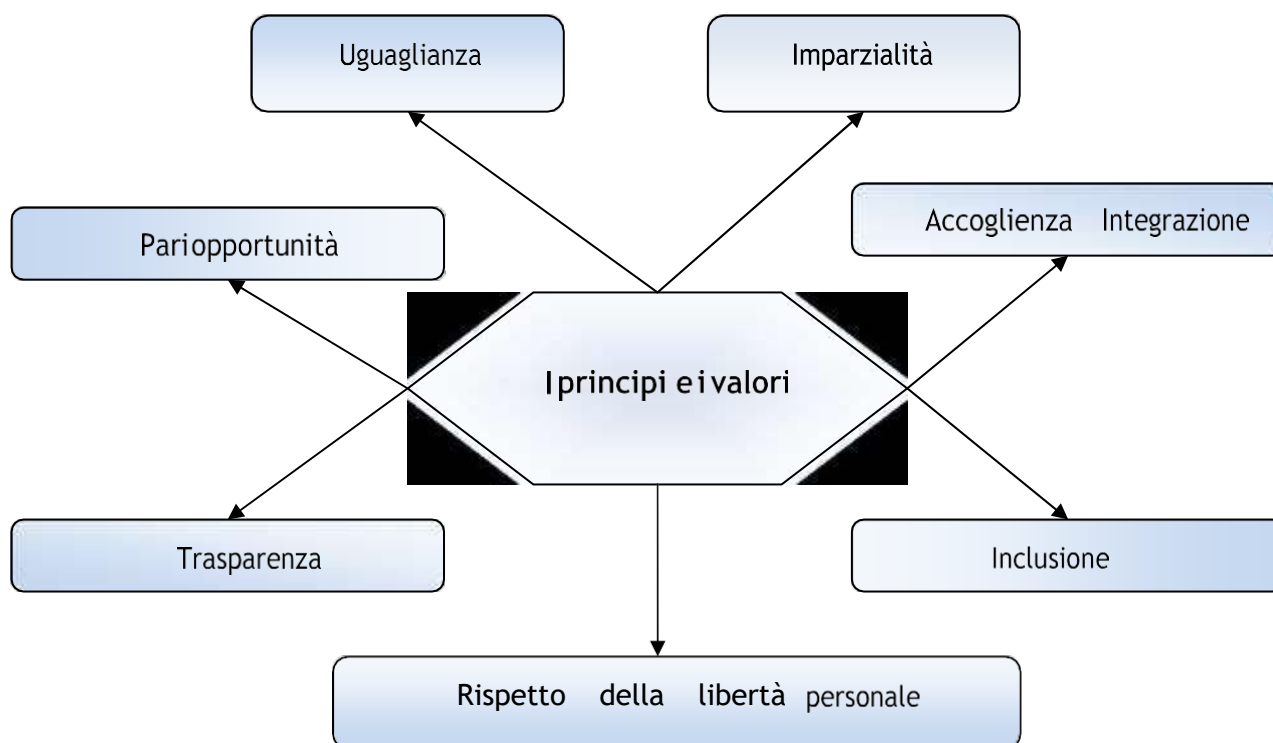 Uguaglianza
Imparzialità
Accoglienza Integrazione
Pariopportunità
I principi e i valori
Trasparenza
Inclusione
Rispetto della libertà personale